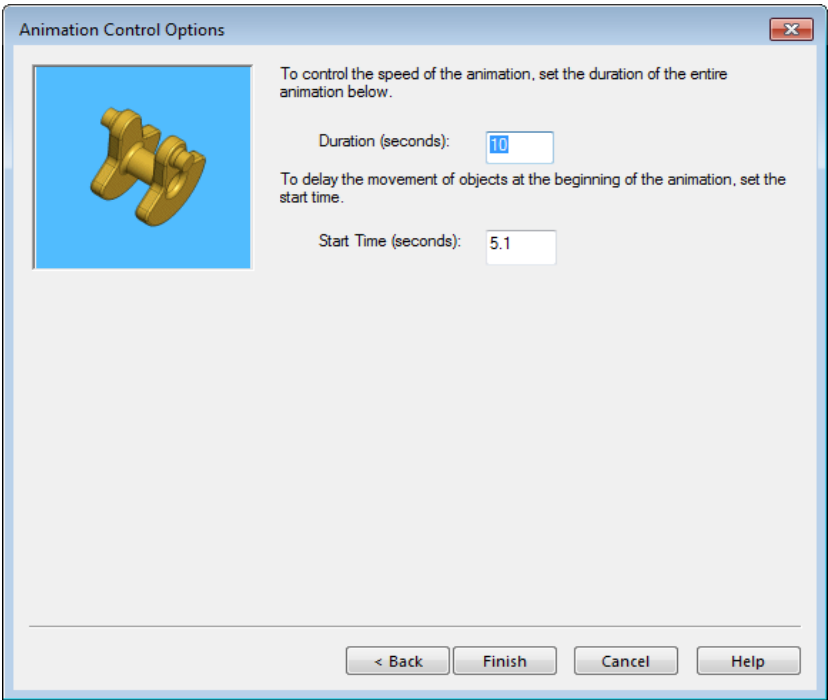 Animation Control Options
To control the speed of the animation, set the duration of the entire
animation below.
Duration (seconds):
10
To delay the movement of objects at the beginning of the animation, set the
start time.
Start Time (seconds):
5.1
< Back
Finish
Cancel
Help